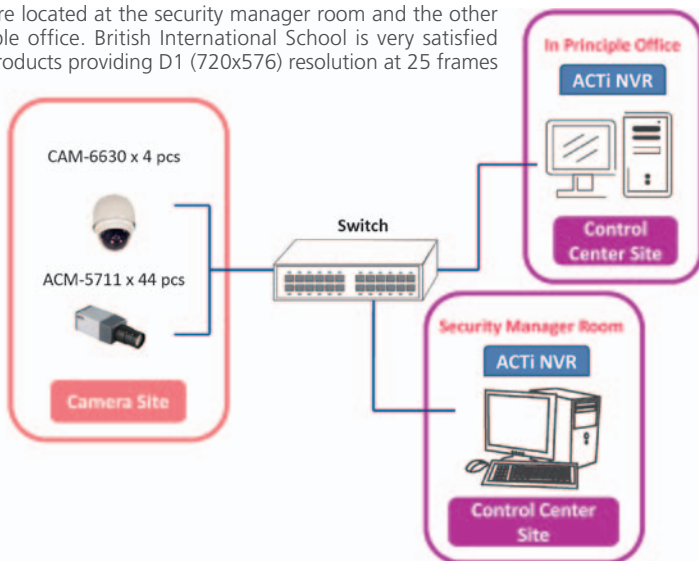 re located at the security manager room and the other
ple office. British International School is very satisfied
roducts providing D1 (720x576) resolution at 25 frames
In Principle Office
ACTi NVR
Control
Center Site
CAM-6630 x 4 pcs
ACM-5711 x 44 pcs
Camera Site
Switch
Security Manager Room
ACTi NVR
Control Center
Site